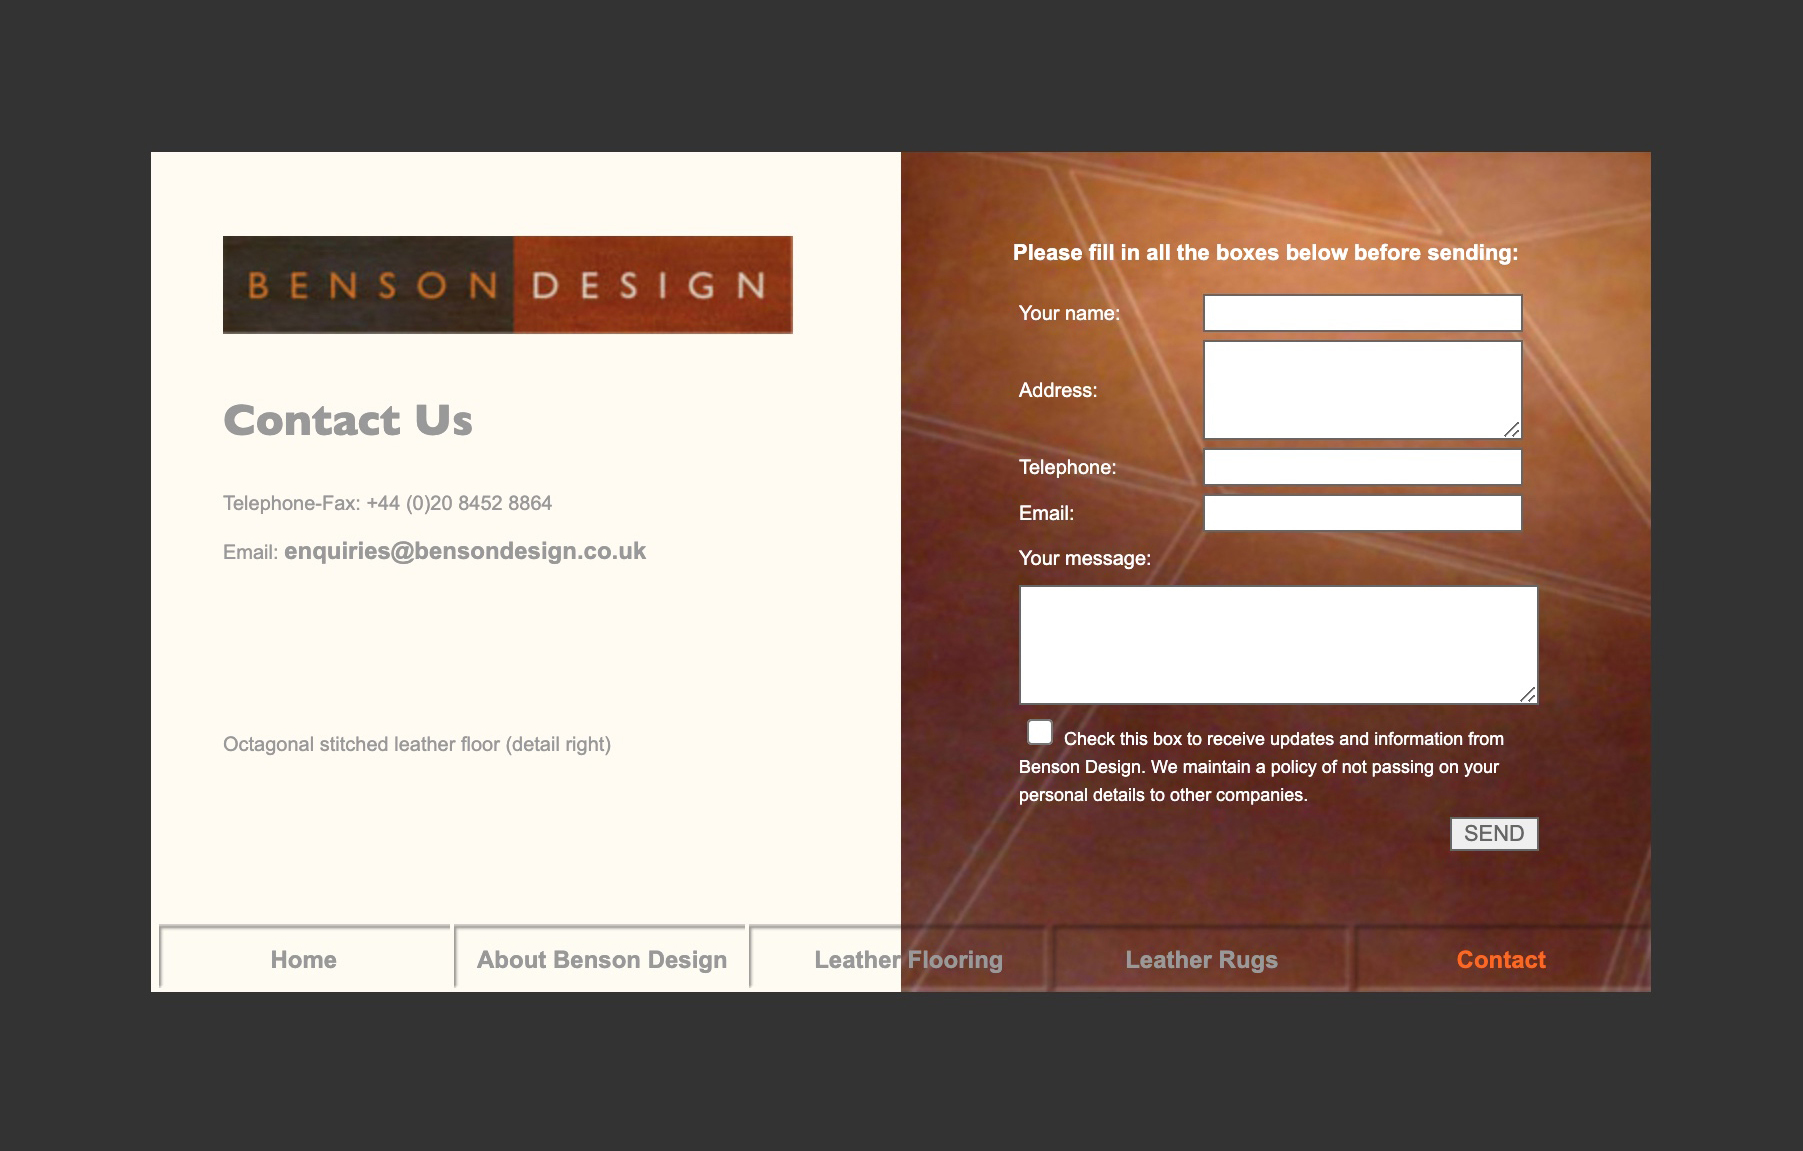 BENSON DESIGN
Contact Us
Telephone-Fax: +44 (0)20 8452 8864
Email: enquiries@bensondesign.co.uk
Octagonal stitched leather floor (detail right)
Please fill in all the boxes below before sending:
Your name:
Address:
Telephone:
Email:
Your message:
Check this box to receive updates and information from
Benson Design. We maintain a policy of not passing on your
personal details to other companies.
SEND
Home
About Benson Design
Leather Flooring
Leather Rugs
Contact